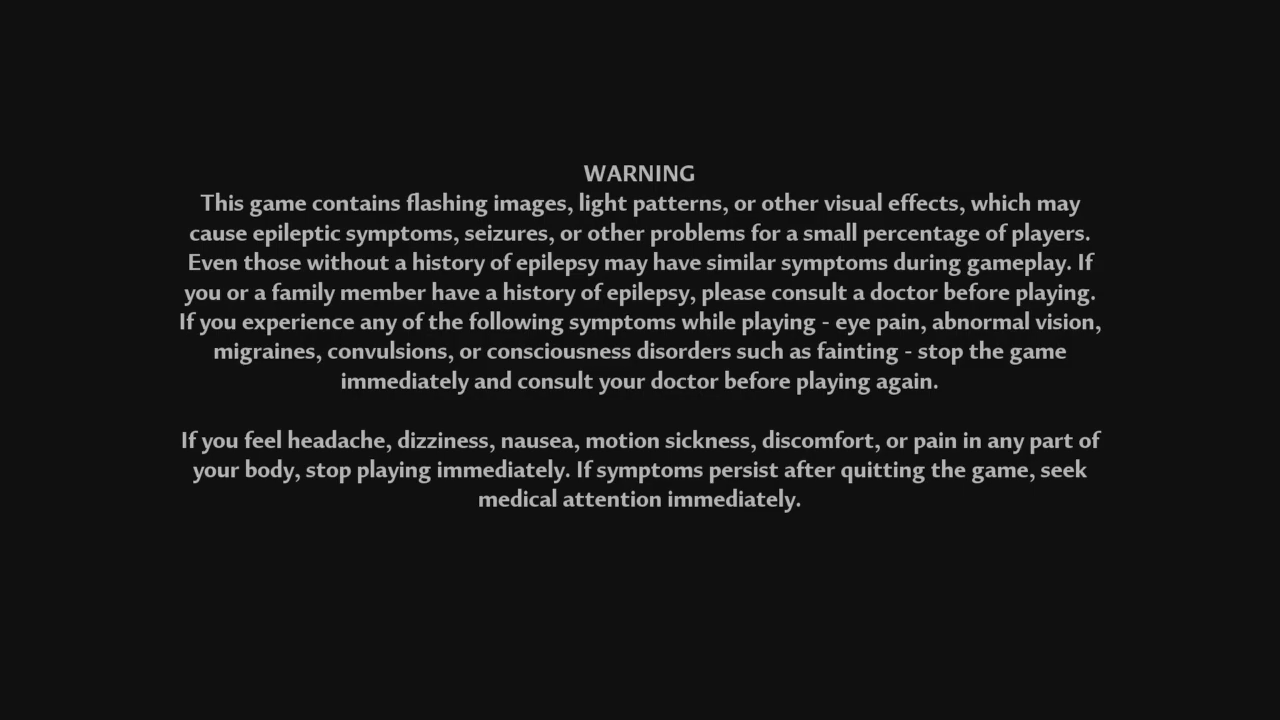 WARNING
This game contains flashing images, light patterns, or other visual effects, which may
cause epileptic symptoms, seizures, or other problems for a small percentage of players.
Even those without a history of epilepsy may have similar symptoms during gameplay. If
you or a family member have a history of epilepsy, please consult a doctor before playing.
If you experience any of the following symptoms while playing - eye pain, abnormal vision,
migraines, convulsions, or consciousness disorders such as fainting - stop the game
immediately and consult your doctor before playing again.
If you feel headache, dizziness, nausea, motion sickness, discomfort, or pain in any part of
your body, stop playing immediately. If symptoms persist after quitting the game, seek
medical attention immediately.